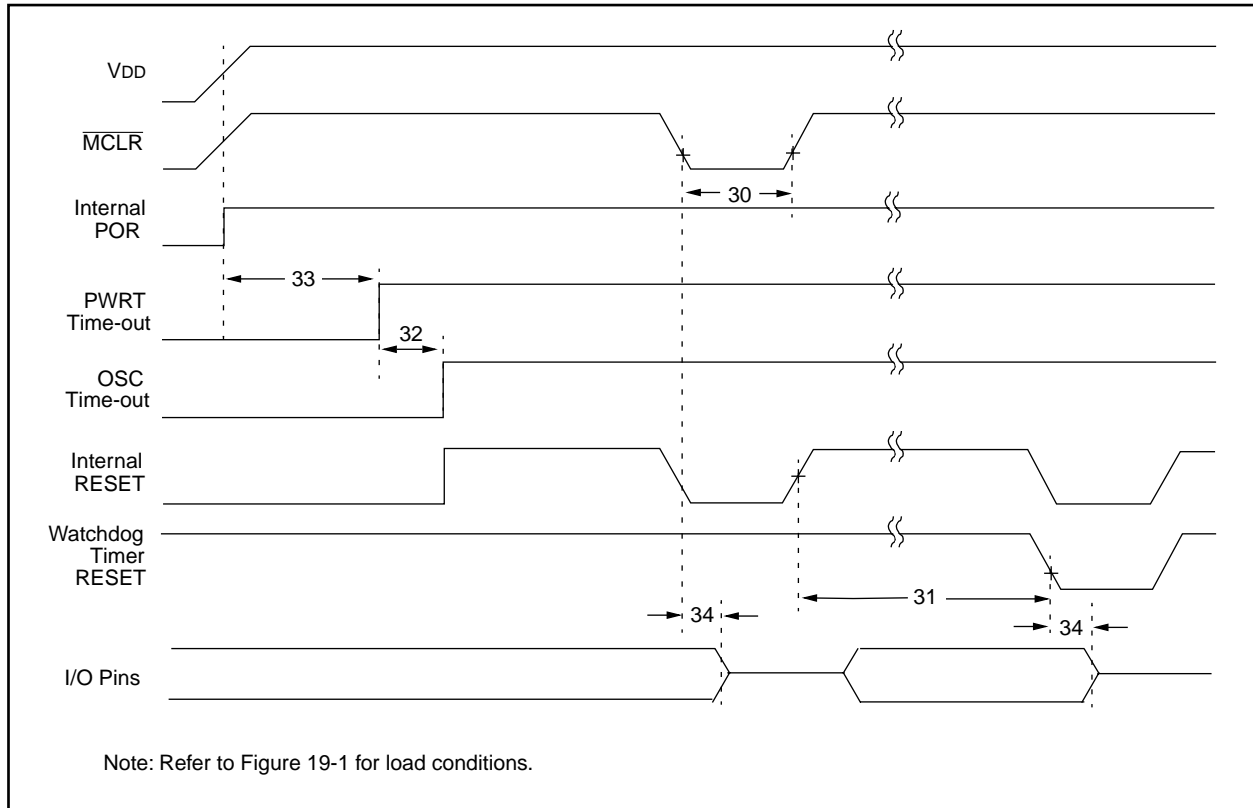 VDD
MCLR
Internal
POR
30
33
PWRT
Time-out
32
OSC
Time-out
Internal
RESET
Watchdog
Timer
RESET
31
34
34
I/O Pins
Note: Refer to Figure 19-1 for load conditions.